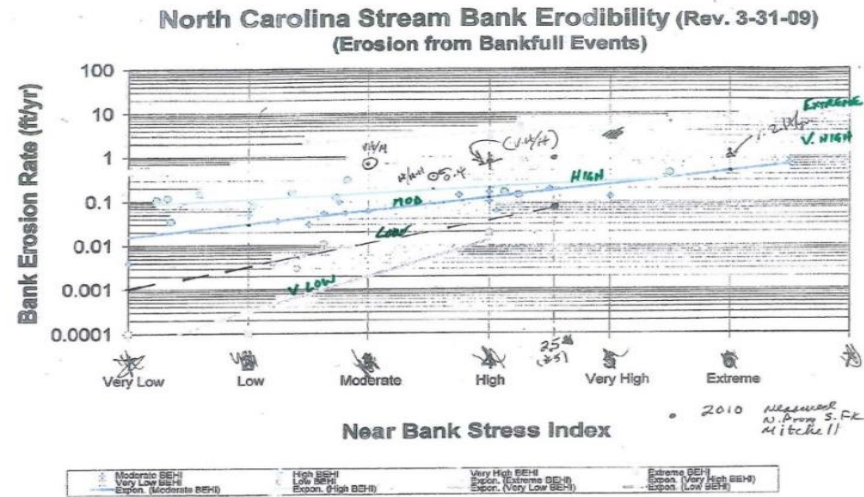 North Carolina Stream Bank Erodibility (Rev. 3-31-09)
(Erosion from Bankfull Events)
Bank Erosion Rate (ft/yr)
100
10
1
0.1
0.01
0.001
0.0001
EXTREME
V. HIGH
(V.H/H)
HIGH
MOD
LOW
V LOW
Very Low
Low
Moderate
High
Very High
Extreme
Near Bank Stress Index
2010 Measured
S. FK
Mitchell
Moderate BEHI
High BEHI
Very High BEHI
Extreme BEHI
Very Low BEHI
Low BEHI
Expon. (Extreme BEHI)
Expon. (Very High BEHI)
Expon. (Moderate BEHI)
Expon. (High BEHI)
Expon. (Very Low BEHI)
Expon. (Low BEHI)